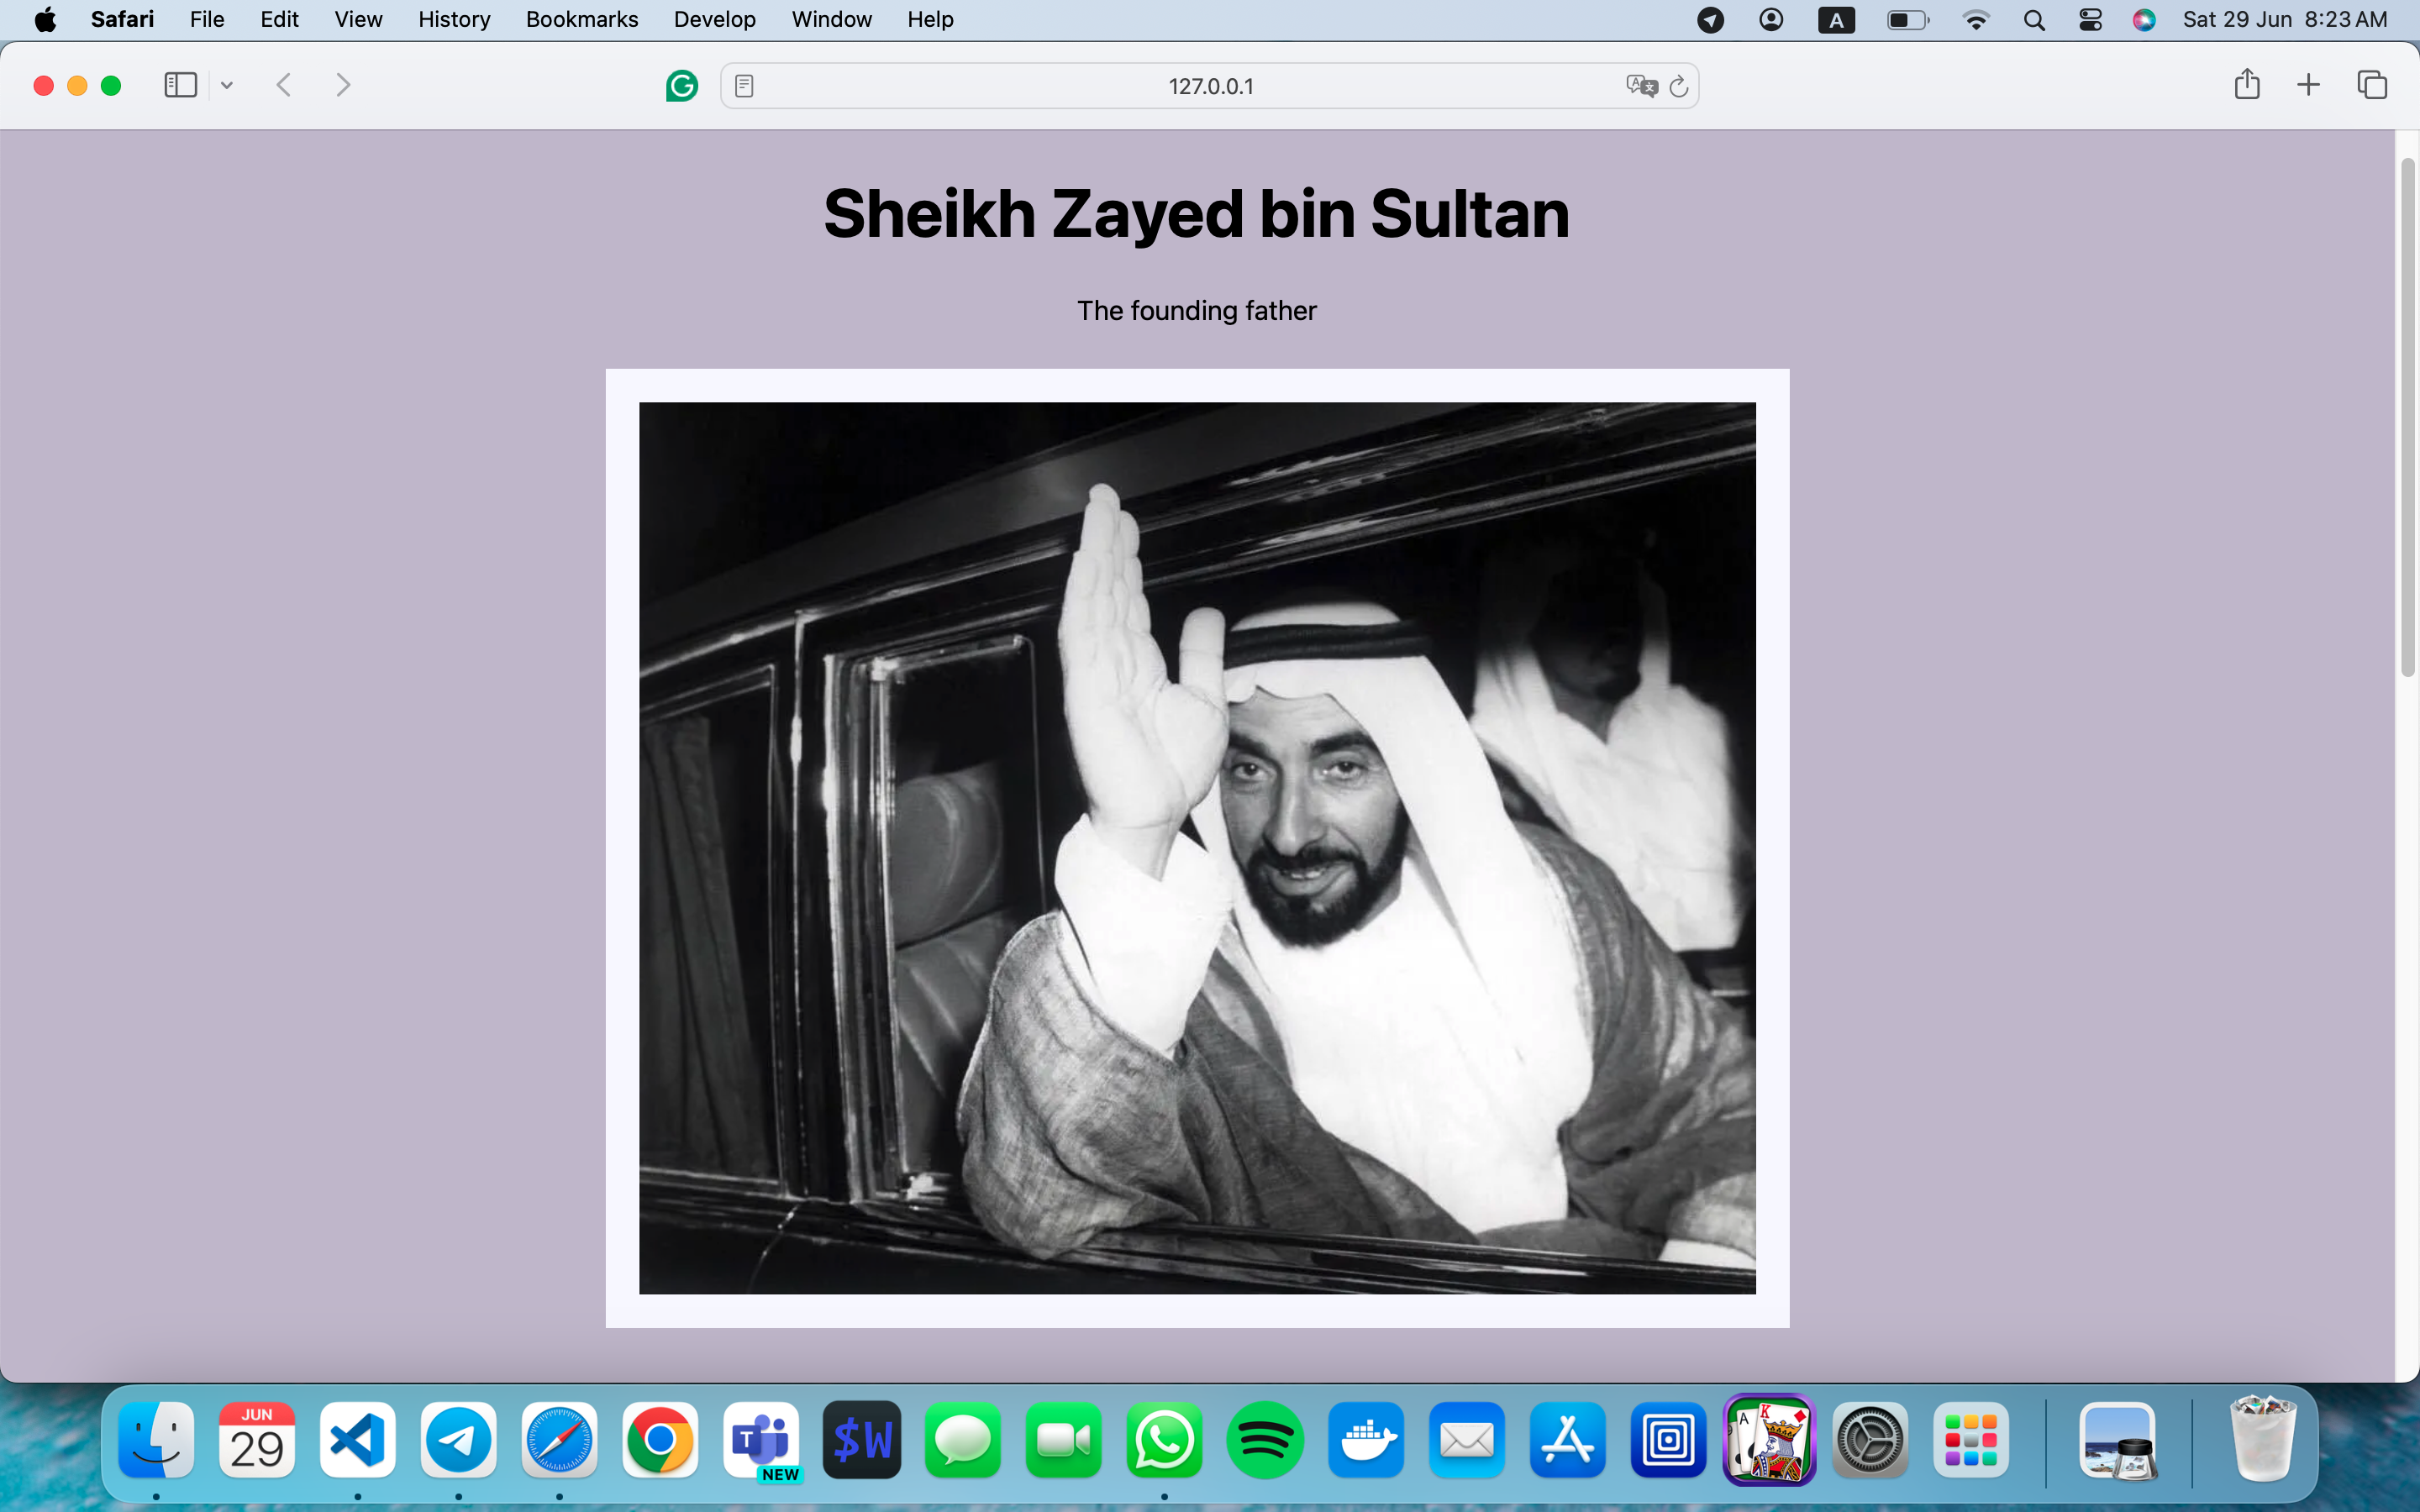 Safari File Edit View History Bookmarks Develop Window Help A Sat 29 Jun 8:23 AM
127.0.0.1
Sheikh Zayed bin Sultan
The founding father
JUN
29
T
NEW
$W
A
K